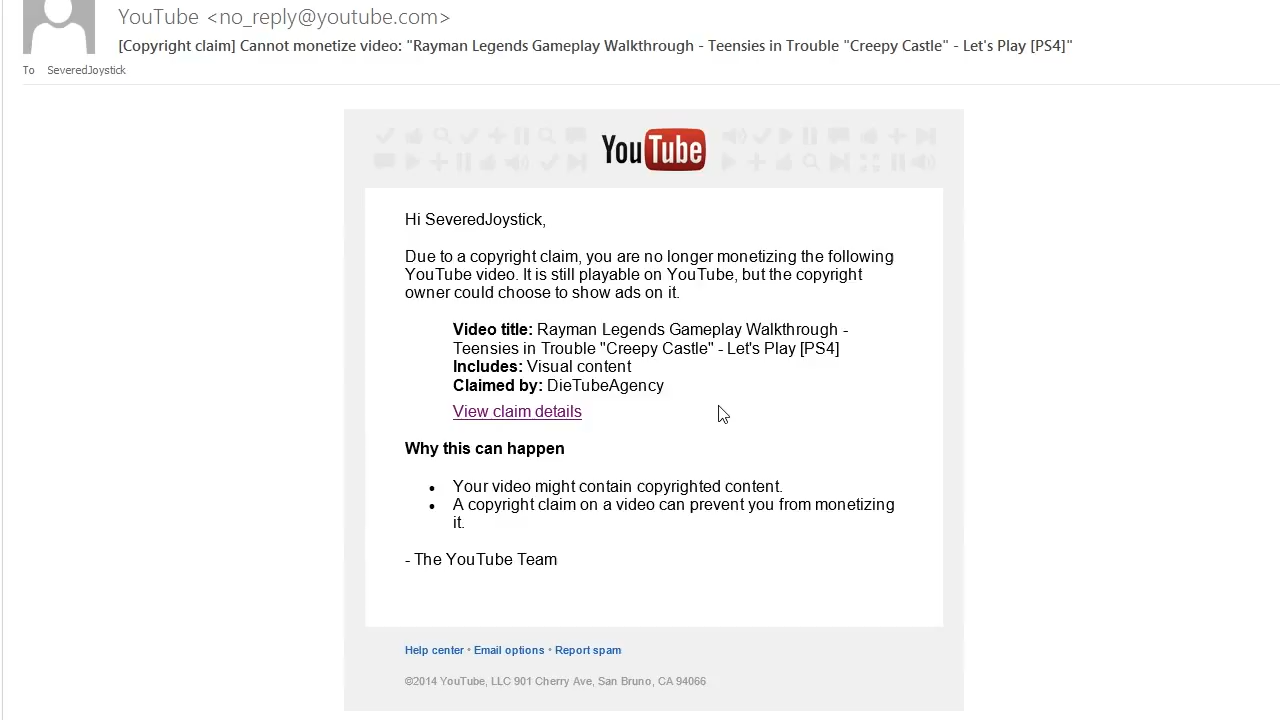 YouTube <no_reply@youtube.com>
[Copyright claim] Cannot monetize video: "Rayman Legends Gameplay Walkthrough - Teensies in Trouble "Creepy Castle" - Let's Play [PS4]"
To SeveredJoystick
YouTube
Hi SeveredJoystick,
Due to a copyright claim, you are no longer monetizing the following
YouTube video. It is still playable on YouTube, but the copyright
owner could choose to show ads on it.
Video title: Rayman Legends Gameplay Walkthrough -
Teensies in Trouble "Creepy Castle" - Let's Play [PS4]
Includes: Visual content
Claimed by: DieTubeAgency
View claim details
Why this can happen
• Your video might contain copyrighted content.
• A copyright claim on a video can prevent you from monetizing
it.
- The YouTube Team
Help center • Email options • Report spam
©2014 YouTube, LLC 901 Cherry Ave, San Bruno, CA 94066